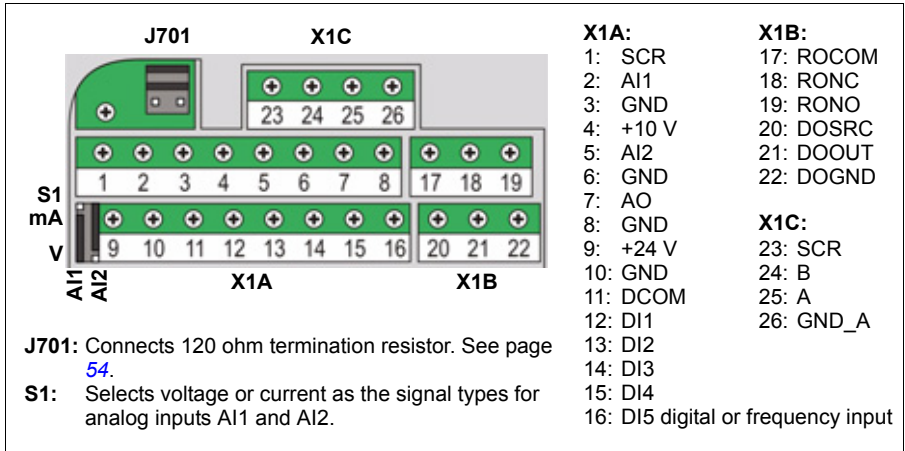 J701 X1C
23 24 25 26
1 2 3 4 5 6 7 8 17 18 19
S1
mA
V
9 10 11 12 13 14 15 16 20 21 22
AI1
AI2
X1A X1B
J701: Connects 120 ohm termination resistor. See page
54.
S1: Selects voltage or current as the signal types for
analog inputs AI1 and AI2.
X1A:
1: SCR
2: AI1
3: GND
4: +10 V
5: AI2
6: GND
7: AO
8: GND
9: +24 V
10: GND
11: DCOM
12: DI1
13: DI2
14: DI3
15: DI4
16: DI5 digital or frequency input
X1B:
17: ROCOM
18: RONC
19: RONO
20: DOSRC
21: DOOUT
22: DOGND
X1C:
23: SCR
24: B
25: A
26: GND_A